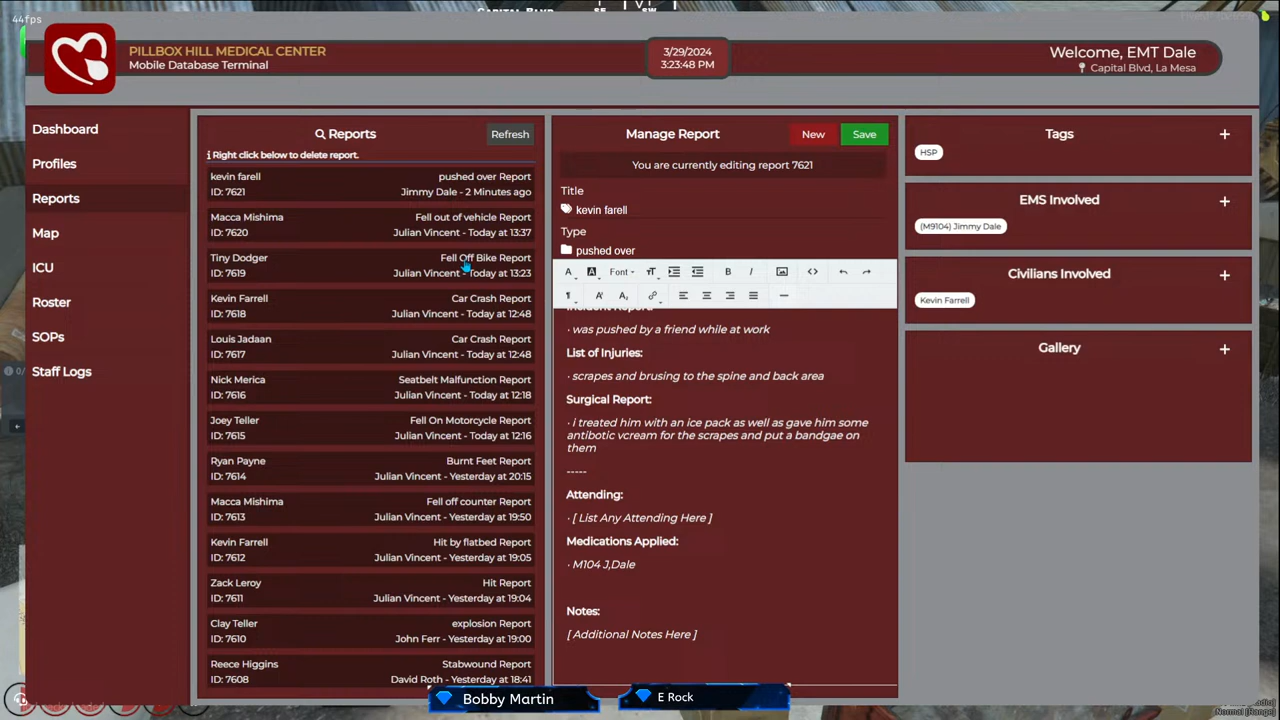 44fps
CAPITAL BLVD
SE
SW
PILLBOX HILL MEDICAL CENTER
Mobile Database Terminal
3/29/2024
3:23:48 PM
Welcome, EMT Dale
Capital Blvd, La Mesa
Dashboard
Profiles
Reports
Map
ICU
Roster
SOPs
Staff Logs
Reports
Refresh
Right click below to delete report.
kevin farell pushed over Report
ID: 7621 Jimmy Dale - 2 Minutes ago
Macca Mishima Fell out of vehicle Report
ID: 7620 Julian Vincent - Today at 13:37
Tiny Dodger Fell Off Bike Report
ID: 7619 Julian Vincent - Today at 13:23
Kevin Farrell Car Crash Report
ID: 7618 Julian Vincent - Today at 12:48
Louis Jadaan Car Crash Report
ID: 7617 Julian Vincent - Today at 12:48
Nick Merica Seatbelt Malfunction Report
ID: 7616 Julian Vincent - Today at 12:18
Joey Teller Fell On Motorcycle Report
ID: 7615 Julian Vincent - Today at 12:16
Ryan Payne Burnt Feet Report
ID: 7614 Julian Vincent - Yesterday at 20:15
Macca Mishima Fell off counter Report
ID: 7613 Julian Vincent - Yesterday at 19:50
Kevin Farrell Hit by flatbed Report
ID: 7612 Julian Vincent - Yesterday at 19:05
Zack Leroy Hit Report
ID: 7611 Julian Vincent - Yesterday at 19:04
Clay Teller explosion Report
ID: 7610 John Ferr - Yesterday at 19:00
Reece Higgins Stabwound Report
ID: 7608 David Roth - Yesterday at 18:41
Manage Report
New
Save
You are currently editing report 7621
Title
kevin farell
Type
pushed over
Font
B I
Incident Report:
· was pushed by a friend while at work
List of Injuries:
· scrapes and brusing to the spine and back area
Surgical Report:
· i treated him with an ice pack as well as gave him some
antibotic vcream for the scrapes and put a bandgae on
them
-----
Attending:
· [ List Any Attending Here ]
Medications Applied:
· M104 J,Dale
Notes:
[ Additional Notes Here ]
Tags +
HSP
EMS Involved +
(M9104) Jimmy Dale
Civilians Involved +
Kevin Farrell
Gallery +
Bobby Martin
E Rock
Normal [Range]